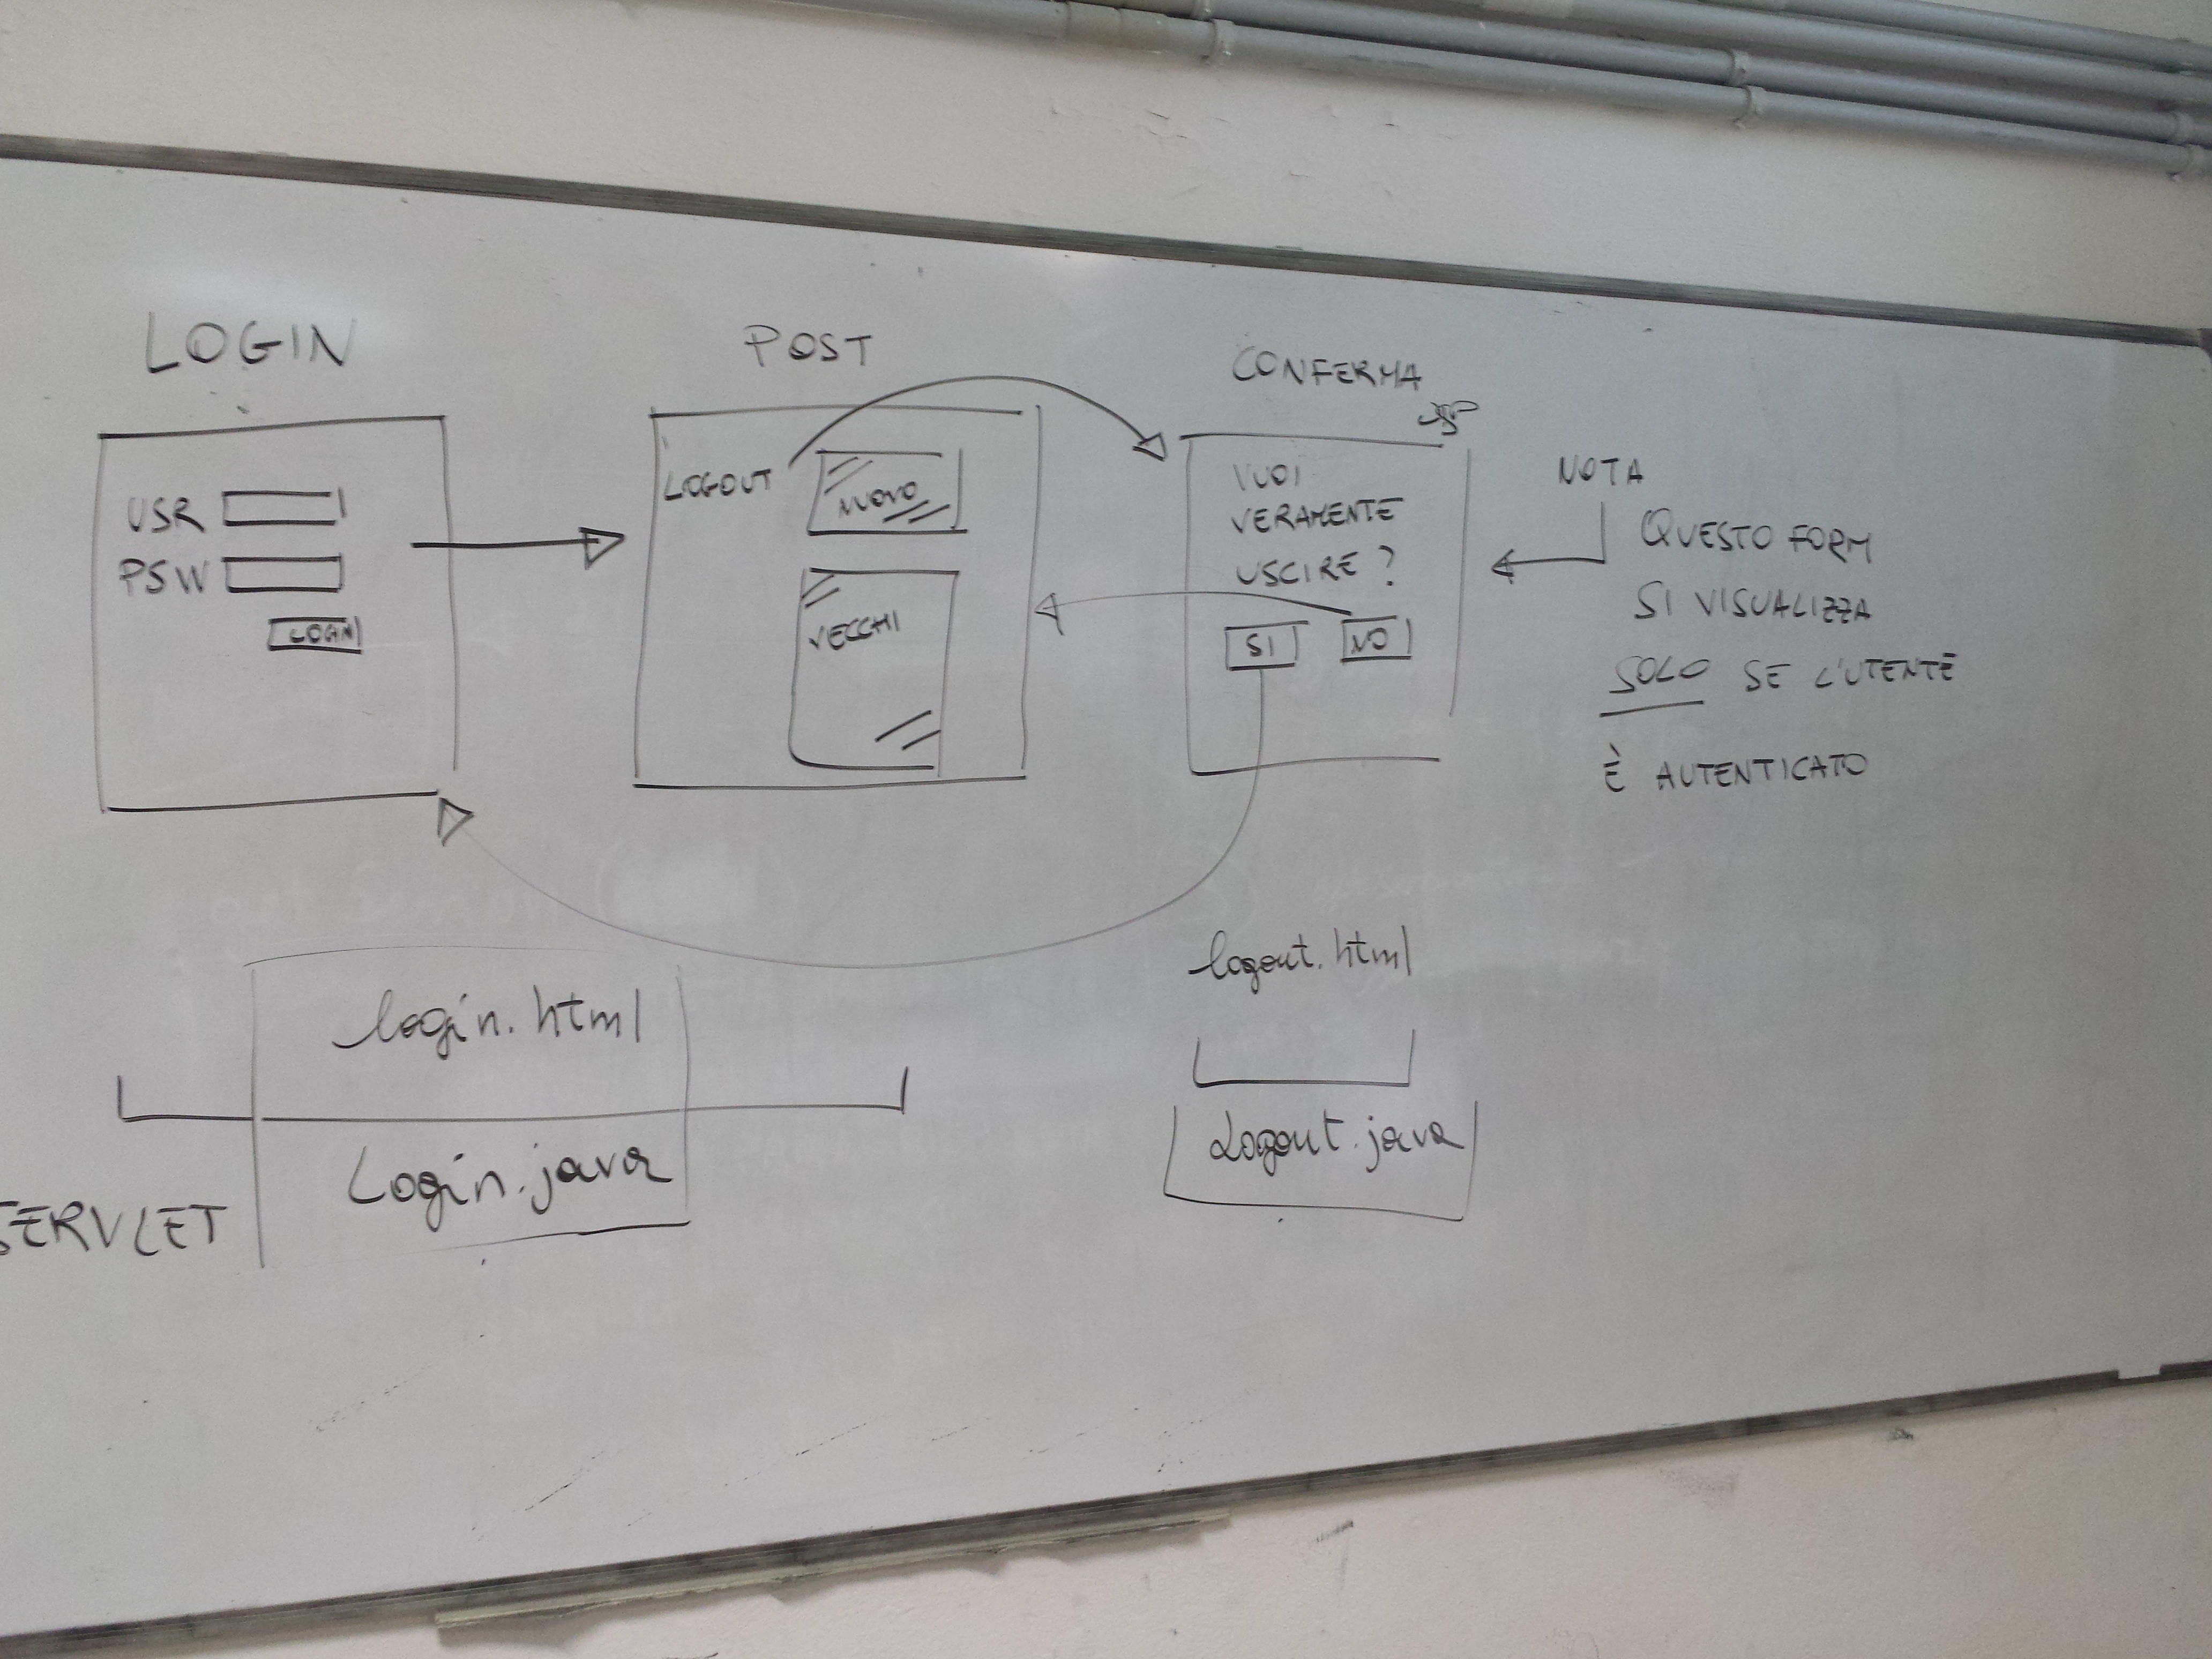 LOGIN
USR
PSW
LOGIN
POST
LOGOUT
NUOVO
VECCHI
CONFERMA
VUOI
VERAMENTE
USCIRE?
SI NO
NOTA
QUESTO FORM
SI VISUALIZZA
SOLO SE L'UTENTE
È AUTENTICATO
login.html
Login.java
SERVLET
logout.html
Logout.java